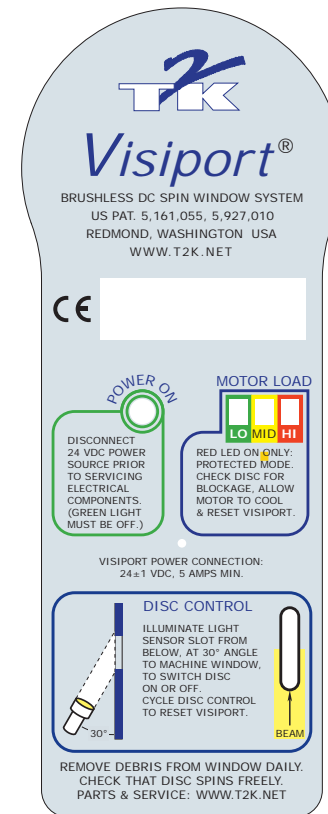 T2K
Visiport®
BRUSHLESS DC SPIN WINDOW SYSTEM
US PAT. 5,161,055, 5,927,010
REDMOND, WASHINGTON USA
WWW.T2K.NET
CE
POWER ON
DISCONNECT
24 VDC POWER
SOURCE PRIOR
TO SERVICING
ELECTRICAL
COMPONENTS.
(GREEN LIGHT
MUST BE OFF.)
MOTOR LOAD
LO MID HI
RED LED ON ONLY:
PROTECTED MODE.
CHECK DISC FOR
BLOCKAGE, ALLOW
MOTOR TO COOL
& RESET VISIPORT.
VISIPORT POWER CONNECTION:
24±1 VDC, 5 AMPS MIN.
DISC CONTROL
ILLUMINATE LIGHT
SENSOR SLOT FROM
BELOW, AT 30° ANGLE
TO MACHINE WINDOW,
TO SWITCH DISC
ON OR OFF.
CYCLE DISC CONTROL
TO RESET VISIPORT.
30°
BEAM
REMOVE DEBRIS FROM WINDOW DAILY.
CHECK THAT DISC SPINS FREELY.
PARTS & SERVICE: WWW.T2K.NET